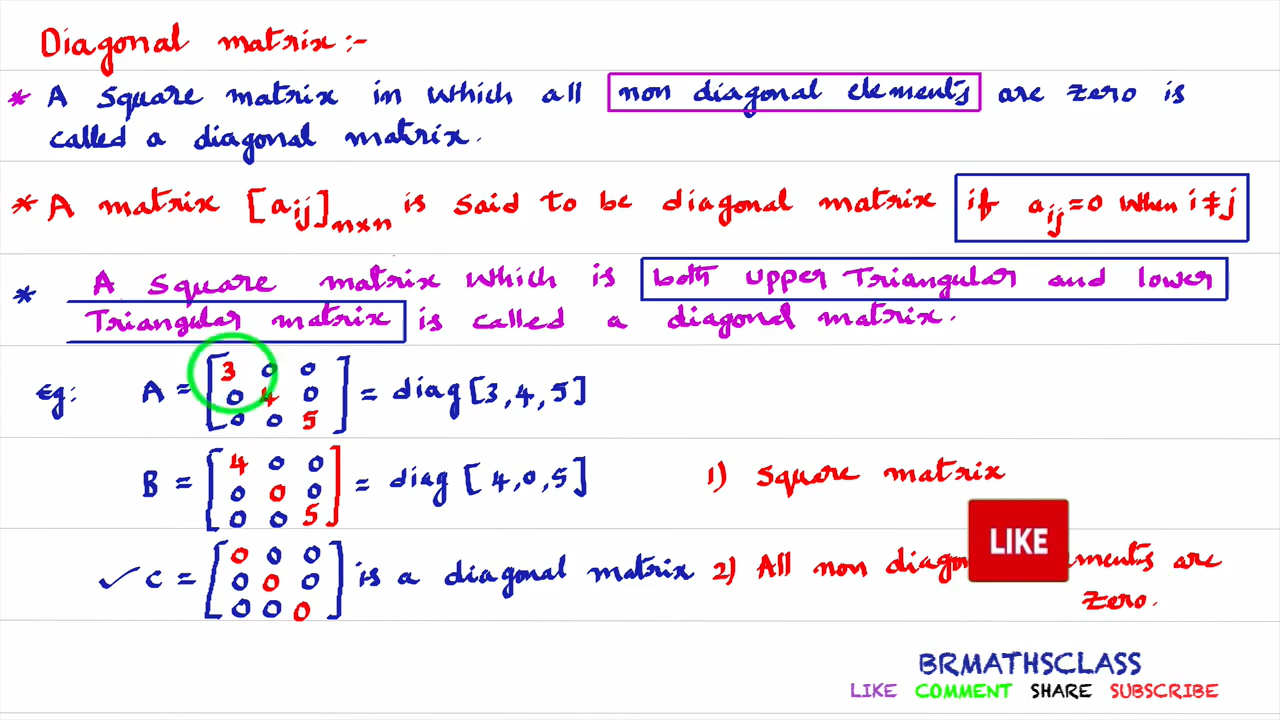 Diagonal matrix :-
* A square matrix in which all non diagonal elements are zero is
called a diagonal matrix.
* A matrix [aij]n×n is said to be diagonal matrix if aij=0 when i≠j
* A square matrix which is both upper Triangular and lower
Triangular matrix is called a diagonal matrix.
Eg: A = [3 0 0
0 4 0
0 0 5] = diag [3,4,5]
B = [4 0 0
0 0 0
0 0 5] = diag [4,0,5]
1) Square matrix
LIKE
✓ C = [0 0 0
0 0 0
0 0 0] is a diagonal matrix
2) All non diagon ments are
zero.
BRMATHSCLASS
LIKE COMMENT SHARE SUBSCRIBE